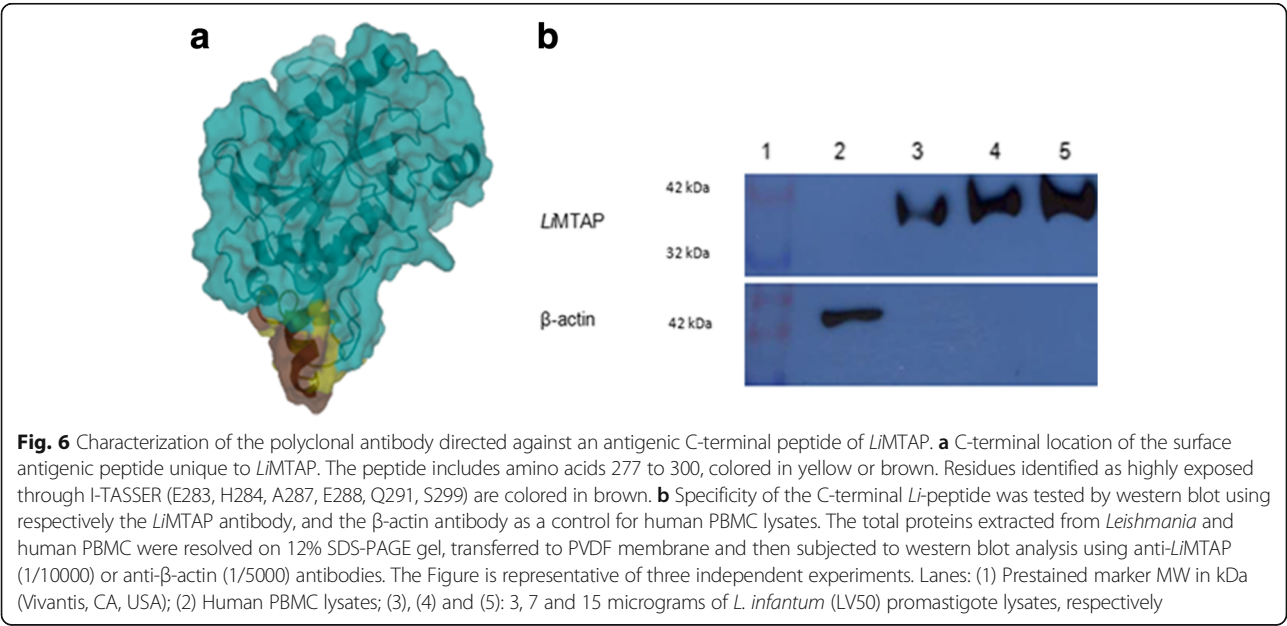 a
b
1 2 3 4 5
42 kDa
LiMTAP
32 kDa
β-actin
42 kDa
Fig. 6 Characterization of the polyclonal antibody directed against an antigenic C-terminal peptide of LiMTAP. a C-terminal location of the surface
antigenic peptide unique to LiMTAP. The peptide includes amino acids 277 to 300, colored in yellow or brown. Residues identified as highly exposed
through I-TASSER (E283, H284, A287, E288, Q291, S299) are colored in brown. b Specificity of the C-terminal Li-peptide was tested by western blot using
respectively the LiMTAP antibody, and the β-actin antibody as a control for human PBMC lysates. The total proteins extracted from Leishmania and
human PBMC were resolved on 12% SDS-PAGE gel, transferred to PVDF membrane and then subjected to western blot analysis using anti-LiMTAP
(1/10000) or anti-β-actin (1/5000) antibodies. The Figure is representative of three independent experiments. Lanes: (1) Prestained marker MW in kDa
(Vivantis, CA, USA); (2) Human PBMC lysates; (3), (4) and (5): 3, 7 and 15 micrograms of L. infantum (LV50) promastigote lysates, respectively